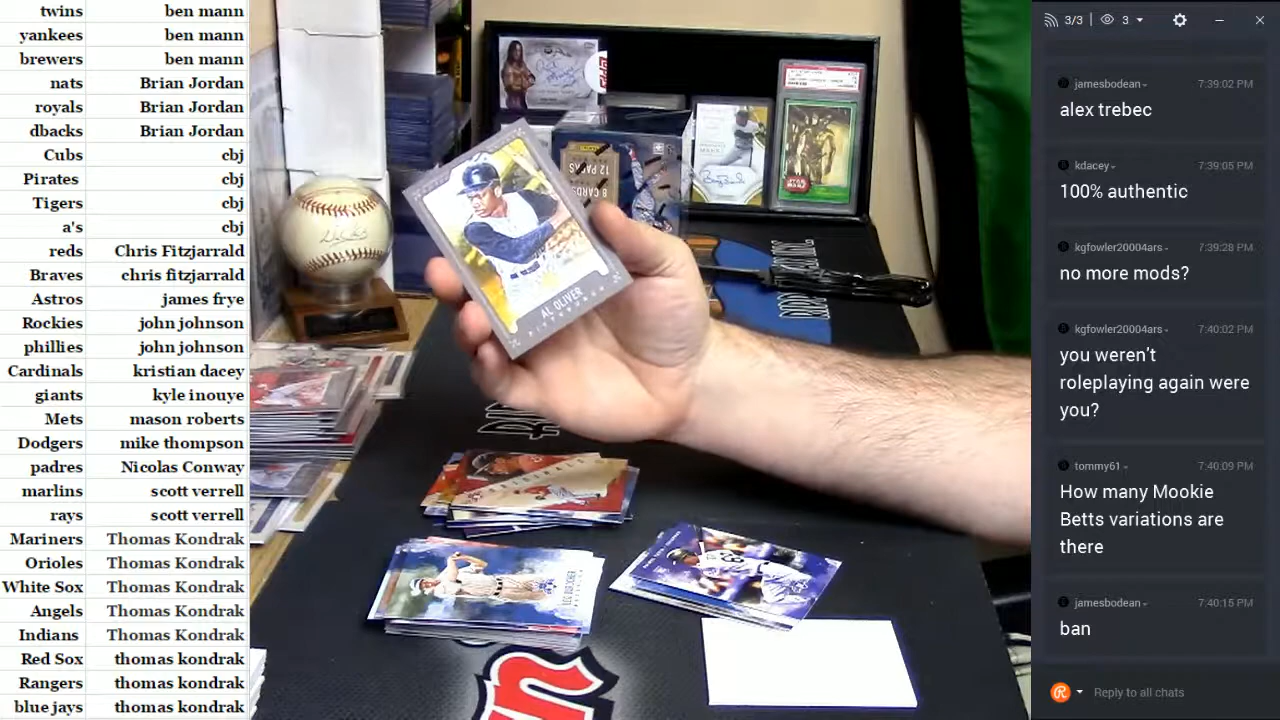 twins ben mann
yankees ben mann
brewers ben mann
nats Brian Jordan
royals Brian Jordan
dbacks Brian Jordan
Cubs cbj
Pirates cbj
Tigers cbj
a's cbj
reds Chris Fitzjarrald
Braves chris fitzjarrald
Astros james frye
Rockies john johnson
phillies john johnson
Cardinals kristian dacey
giants kyle inouye
Mets mason roberts
Dodgers mike thompson
padres Nicolas Conway
marlins scott verrell
rays scott verrell
Mariners Thomas Kondrak
Orioles Thomas Kondrak
White Sox Thomas Kondrak
Angels Thomas Kondrak
Indians Thomas Kondrak
Red Sox thomas kondrak
Rangers thomas kondrak
blue jays thomas kondrak
8 CARDS
12 PACKS
AL OLIVER
PITTSBURGH
LEO DUROCHER
3/3 3
jamesbodean 7:39:02 PM
alex trebec
kdacey 7:39:05 PM
100% authentic
kgfowler20004ars 7:39:28 PM
no more mods?
kgfowler20004ars 7:40:02 PM
you weren't
roleplaying again were
you?
tommy61 7:40:09 PM
How many Mookie
Betts variations are
there
jamesbodean 7:40:15 PM
ban
Reply to all chats